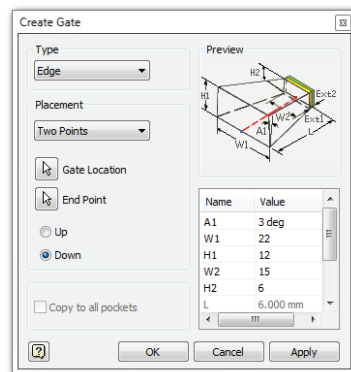 Create Gate
Type
Edge
Placement
Two Points
Gate Location
End Point
Up
Down
Copy to all pockets
Preview
H2
H1
Ext2
W2
Ext1
A1
L
W1
Name Value
A1 3 deg
W1 22
H1 12
W2 15
H2 6
L 6.000 mm
?
OK Cancel Apply